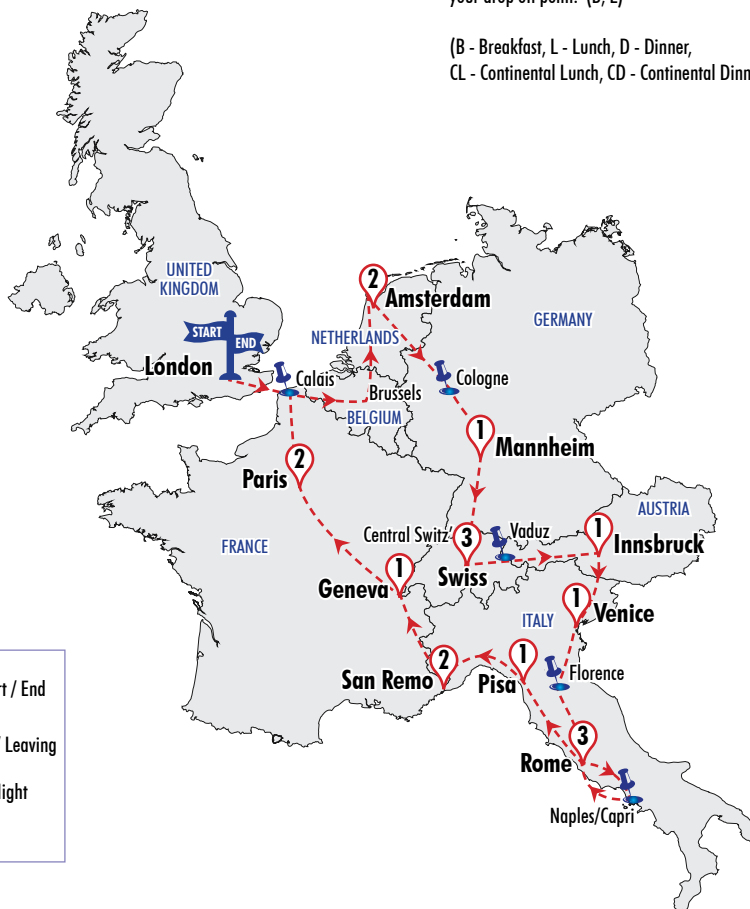 (B - Breakfast, L - Lunch, D - Dinner,
CL - Continental Lunch, CD - Continental
UNITED
KINGDOM
START
END
London
2
Amsterdam
NETHERLANDS
GERMANY
Calais
Brussels
BELGIUM
Cologne
1
Mannheim
2
Paris
FRANCE
Central Switz'
3
Swiss
Vaduz
AUSTRIA
1
Innsbruck
1
Geneva
1
Venice
ITALY
2
San Remo
1
Pisa
Florence
3
Rome
Naples/Capri
/ End
Leaving